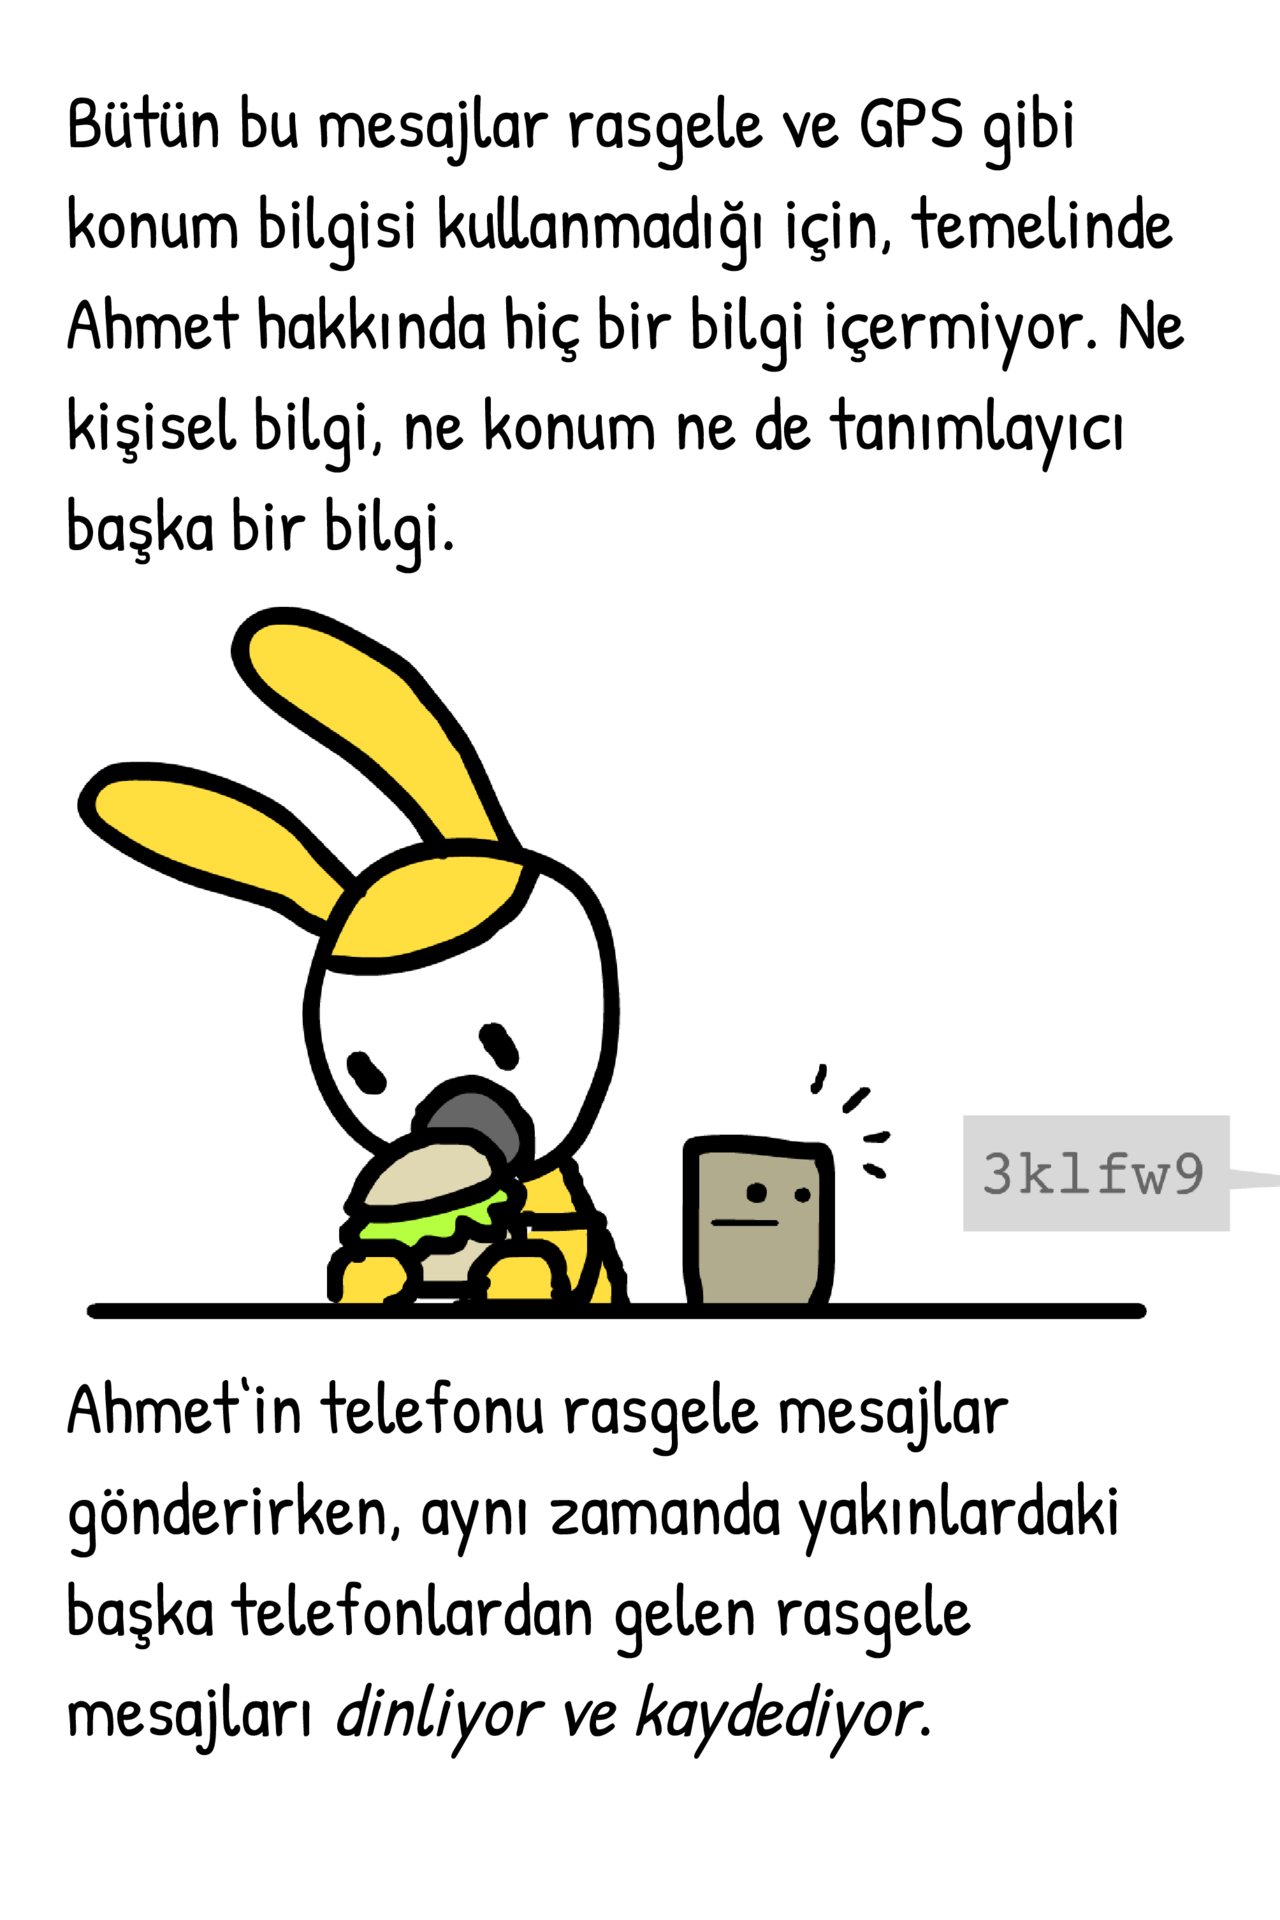 Bütün bu mesajlar rasgele ve GPS gibi
konum bilgisi kullanmadığı için, temelinde
Ahmet hakkında hiç bir bilgi içermiyor. Ne
kişisel bilgi, ne konum ne de tanımlayıcı
başka bir bilgi.
3klfw9
Ahmet'in telefonu rasgele mesajlar
gönderirken, aynı zamanda yakınlardaki
başka telefonlardan gelen rasgele
mesajları dinliyor ve kaydediyor.